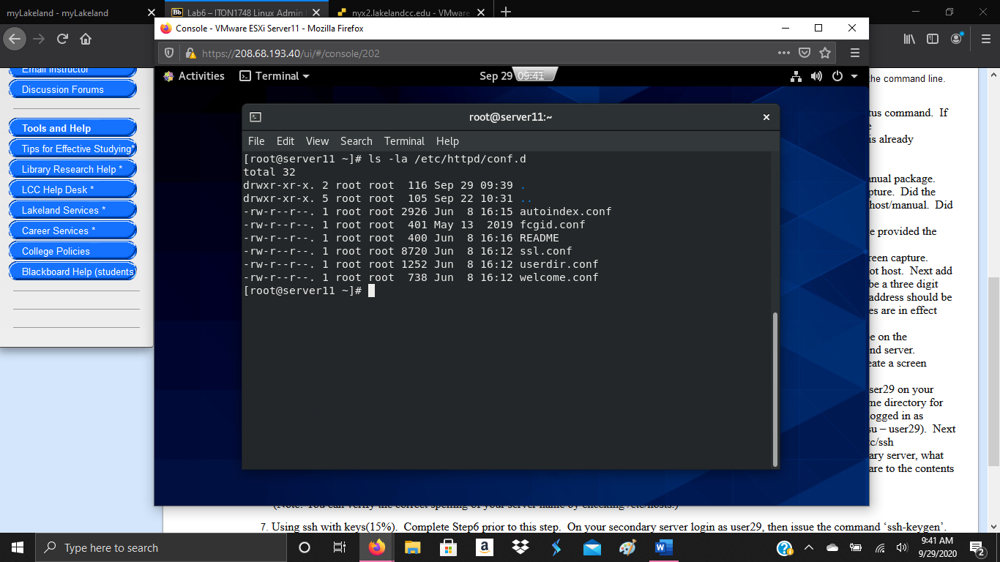 myLakeland - myLakeland
Bb Lab6 – ITON1748 Linux Admin
nyx2.lakelandcc.edu - VMware
Console - VMware ESXi Server11 - Mozilla Firefox
https://208.68.193.40/ui/#/console/202
Activities
Terminal
Sep 29 09:41
root@server11:~
File Edit View Search Terminal Help
[root@server11 ~]# ls -la /etc/httpd/conf.d
total 32
drwxr-xr-x. 2 root root 116 Sep 29 09:39 .
drwxr-xr-x. 5 root root 105 Sep 22 10:31 ..
-rw-r--r--. 1 root root 2926 Jun 8 16:15 autoindex.conf
-rw-r--r--. 1 root root 401 May 13 2019 fcgid.conf
-rw-r--r--. 1 root root 400 Jun 8 16:16 README
-rw-r--r--. 1 root root 8720 Jun 8 16:12 ssl.conf
-rw-r--r--. 1 root root 1252 Jun 8 16:12 userdir.conf
-rw-r--r--. 1 root root 738 Jun 8 16:12 welcome.conf
[root@server11 ~]#
Email Instructor
Discussion Forums
Tools and Help
Tips for Effective Studying*
Library Research Help *
LCC Help Desk *
Lakeland Services *
Career Services *
College Policies
Blackboard Help (students
the command line.
tus command. If
is already
anual package.
pture. Did the
host/manual. Did
e provided the
reen capture.
ot host. Next add
be a three digit
address should be
es are in effect
be on the
nd server.
eate a screen
ser29 on your
me directory for
ogged in as
su – user29). Next
tc/ssh
ary server, what
are to the contents
(Note: You can verify the correct spelling of your server name by checking /etc/hosts.)
7. Using ssh with keys(15%). Complete Step6 prior to this step. On your secondary server login as user29, then issue the command ‘ssh-keygen’.
Type here to search
9:41 AM
9/29/2020
2